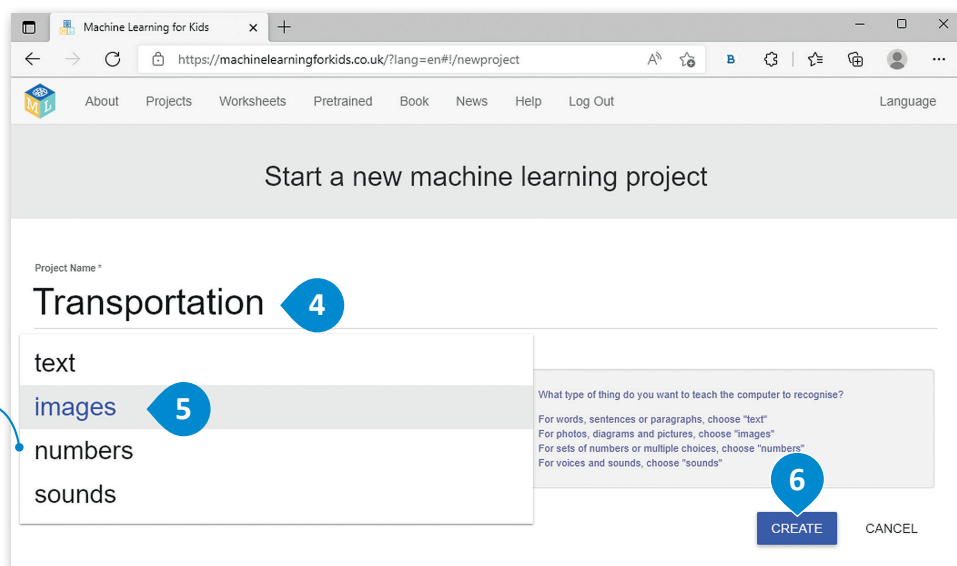 Machine Learning for Kids
https://machinelearningforkids.co.uk/?lang=en#!/newproject
B
ML
About Projects Worksheets Pretrained Book News Help Log Out Language
Start a new machine learning project
Project Name *
Transportation 4
text
images 5
numbers
sounds
What type of thing do you want to teach the computer to recognise?
For words, sentences or paragraphs, choose "text"
For photos, diagrams and pictures, choose "images"
For sets of numbers or multiple choices, choose "numbers"
For voices and sounds, choose "sounds"
6
CREATE CANCEL